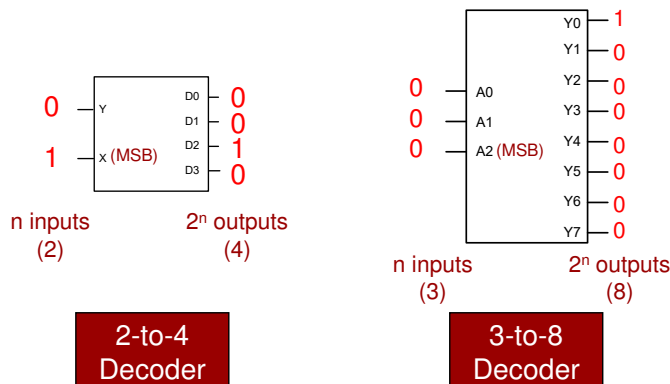 0 Y
1 X (MSB)
D0 0
D1 0
D2 1
D3 0
n inputs
(2)
2ⁿ outputs
(4)
2-to-4
Decoder
0 A0
0 A1
0 A2 (MSB)
Y0 1
Y1 0
Y2 0
Y3 0
Y4 0
Y5 0
Y6 0
Y7 0
n inputs
(3)
2ⁿ outputs
(8)
3-to-8
Decoder